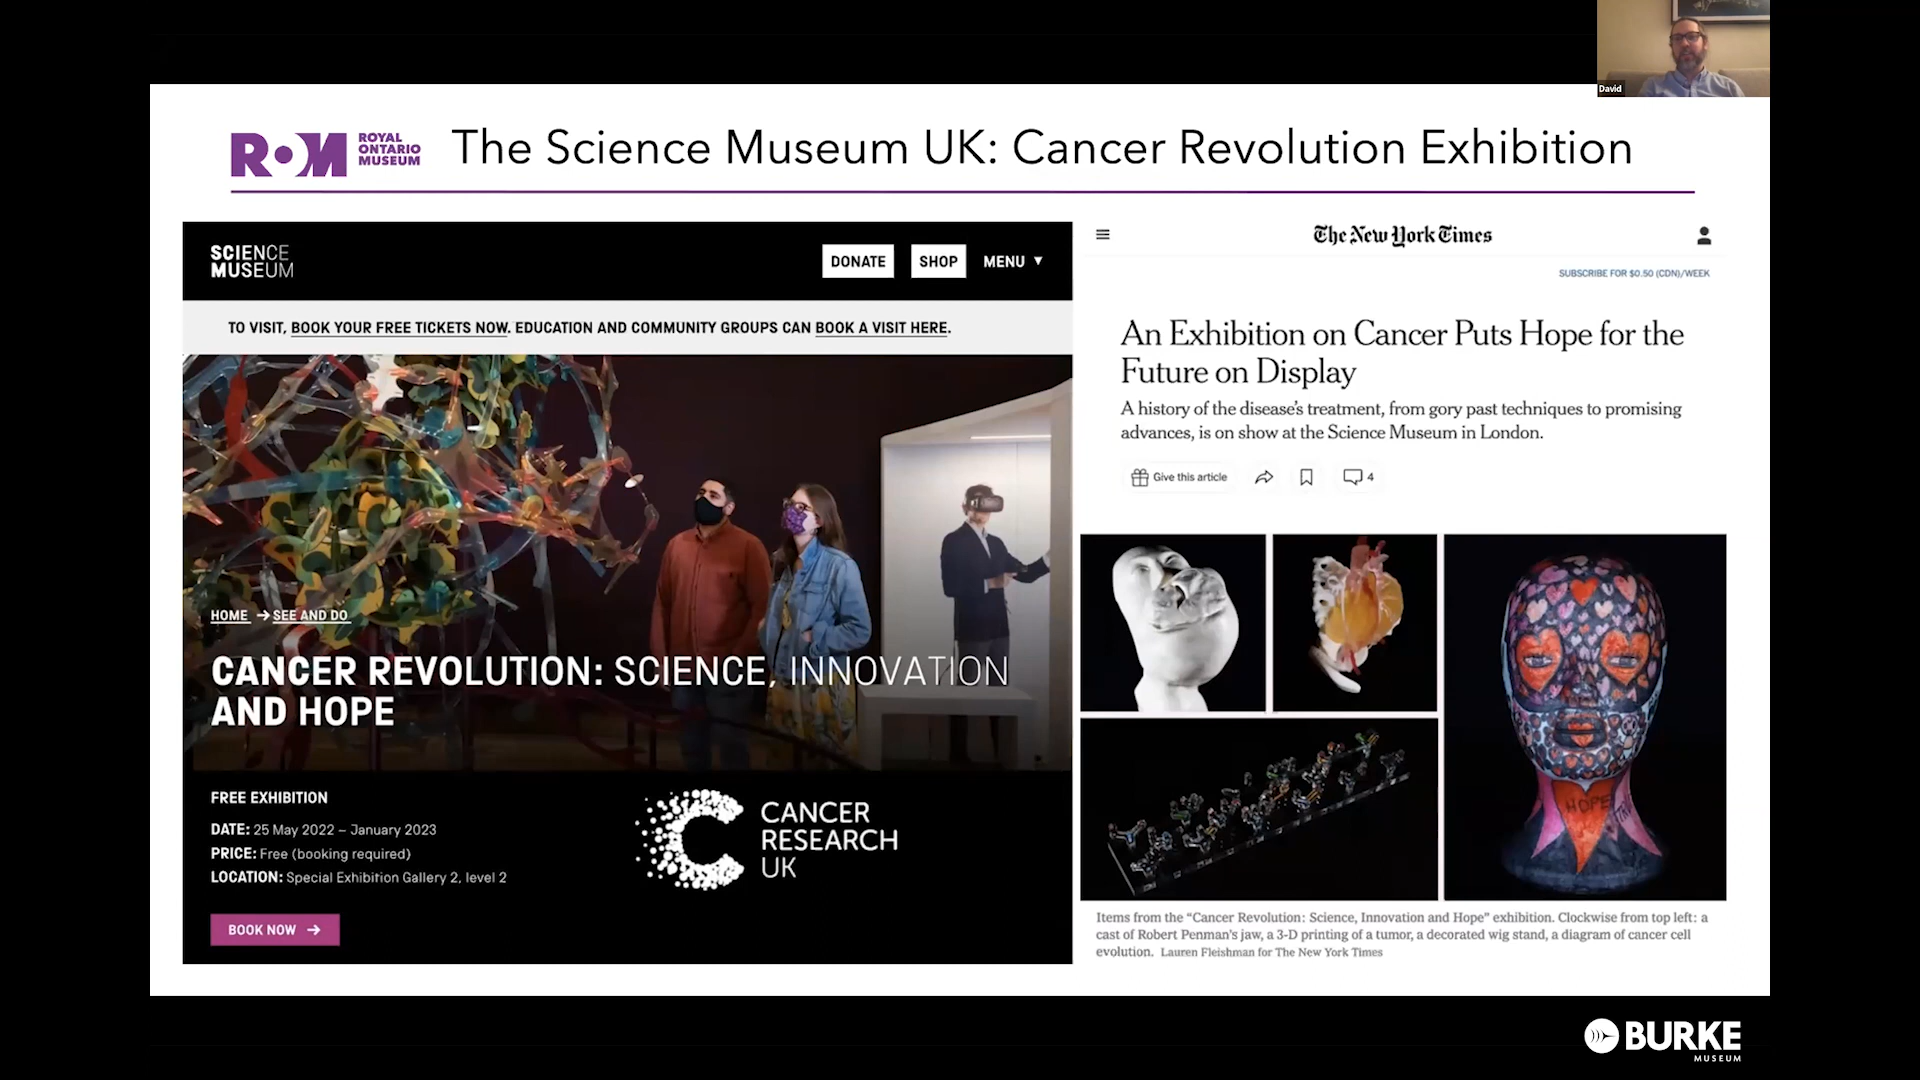 David
ROM ROYAL
ONTARIO
MUSEUM
The Science Museum UK: Cancer Revolution Exhibition
SCIENCE
MUSEUM
DONATE SHOP MENU ▼
TO VISIT, BOOK YOUR FREE TICKETS NOW. EDUCATION AND COMMUNITY GROUPS CAN BOOK A VISIT HERE.
HOME → SEE AND DO
CANCER REVOLUTION: SCIENCE, INNOVATION
AND HOPE
FREE EXHIBITION
DATE: 25 May 2022 – January 2023
PRICE: Free (booking required)
LOCATION: Special Exhibition Gallery 2, level 2
BOOK NOW →
CANCER
RESEARCH
UK
The New York Times
SUBSCRIBE FOR $0.50 (CDN)/WEEK
An Exhibition on Cancer Puts Hope for the
Future on Display
A history of the disease's treatment, from gory past techniques to promising
advances, is on show at the Science Museum in London.
Give this article 4
HOPE
Items from the “Cancer Revolution: Science, Innovation and Hope” exhibition. Clockwise from top left: a
cast of Robert Penman's jaw, a 3-D printing of a tumor, a decorated wig stand, a diagram of cancer cell
evolution. Lauren Fleishman for The New York Times
BURKE
MUSEUM